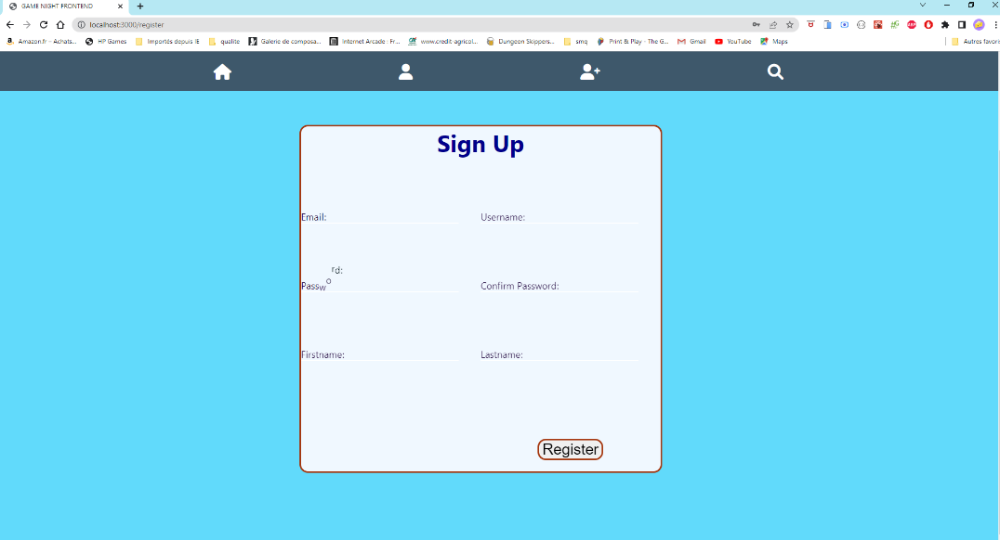 GAME NIGHT FRONTEND
localhost:3000/register
Amazon.fr - Achats... HP Games Importés depuis IE qualite Galerie de composa... Internet Arcade : Fr... www.credit-agricol... Dungeon Skippers... smq Print & Play - The G... Gmail YouTube Maps Autres favoris
Sign Up
Email: Username:
Password: Confirm Password:
Firstname: Lastname:
Register